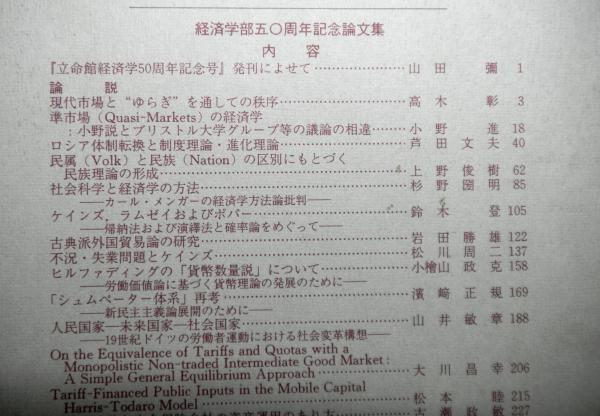 経済学部五〇周年記念論文集
内 容
『立命館経済学50周年記念号』発刊によせて…………………山 田 彌 1
論 説
現代市場と“ゆらぎ”を通しての秩序…………………高 木 彰 3
準市場（Quasi-Markets）の経済学
：小野説とブリストル大学グループ等の議論の相違…………小 野 進 18
ロシア体制転換と制度理論・進化理論…………………芦 田 文 夫 40
民属（Volk）と民族（Nation）の区別にもとづく
民族理論の形成…………………上 野 俊 樹 62
社会科学と経済学の方法…………………杉 野 圀 明 85
――カール・メンガーの経済学方法論批判――
ケインズ，ラムゼイおよびポパー…………………鈴 木 登 105
――帰納法および演繹法と確率論をめぐって――
古典派外国貿易論の研究…………………岩 田 勝 雄 122
不況・失業問題とケインズ…………………松 川 周 二 137
ヒルファディングの「貨幣数量説」について…………………小檜山 政 克 158
――労働価値論に基づく貨幣理論の発展のために――
「シュムペーター体系」再考…………………濱 﨑 正 規 169
――新民主主義論展開のために――
人民国家―未来国家―社会国家…………………山 井 敏 章 188
――19世紀ドイツの労働者運動における社会変革構想――
On the Equivalence of Tariffs and Quotas with a
Monopolistic Non-traded Intermediate Good Market :
A Simple General Equilibrium Approach…………………大 川 昌 幸 206
Tariff-Financed Public Inputs in the Mobile Capital
Harris-Todaro Model…………………松 本 睦 215
古 瀬 政 敏 227